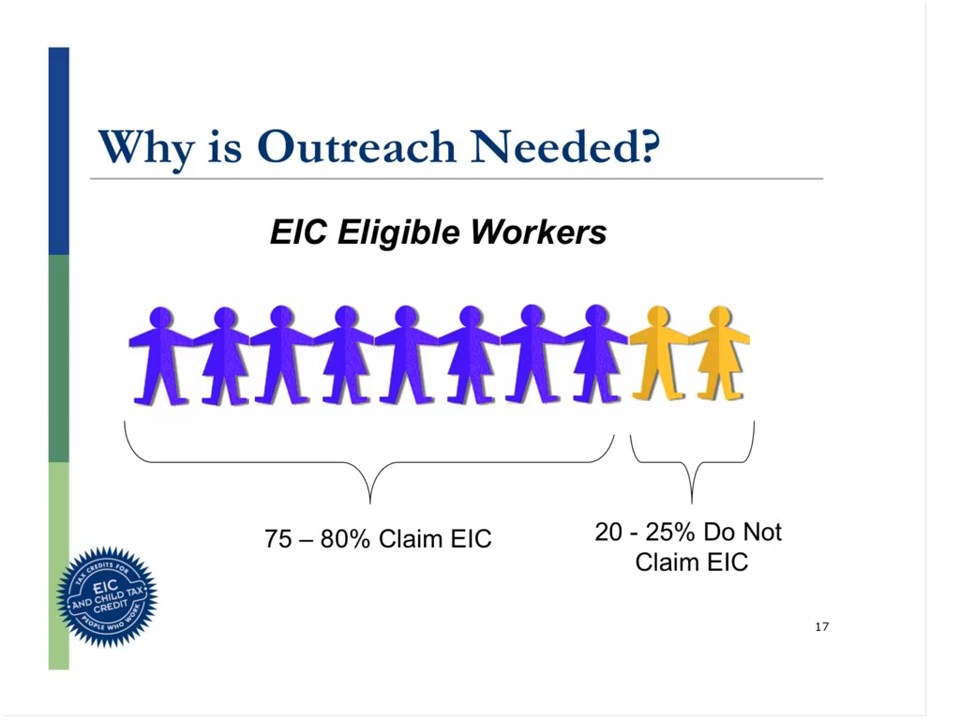 Why is Outreach Needed?
EIC Eligible Workers
75 – 80% Claim EIC
20 - 25% Do Not
Claim EIC
TAX CREDITS FOR
EIC
AND CHILD TAX
CREDIT
PEOPLE WHO WORK
17